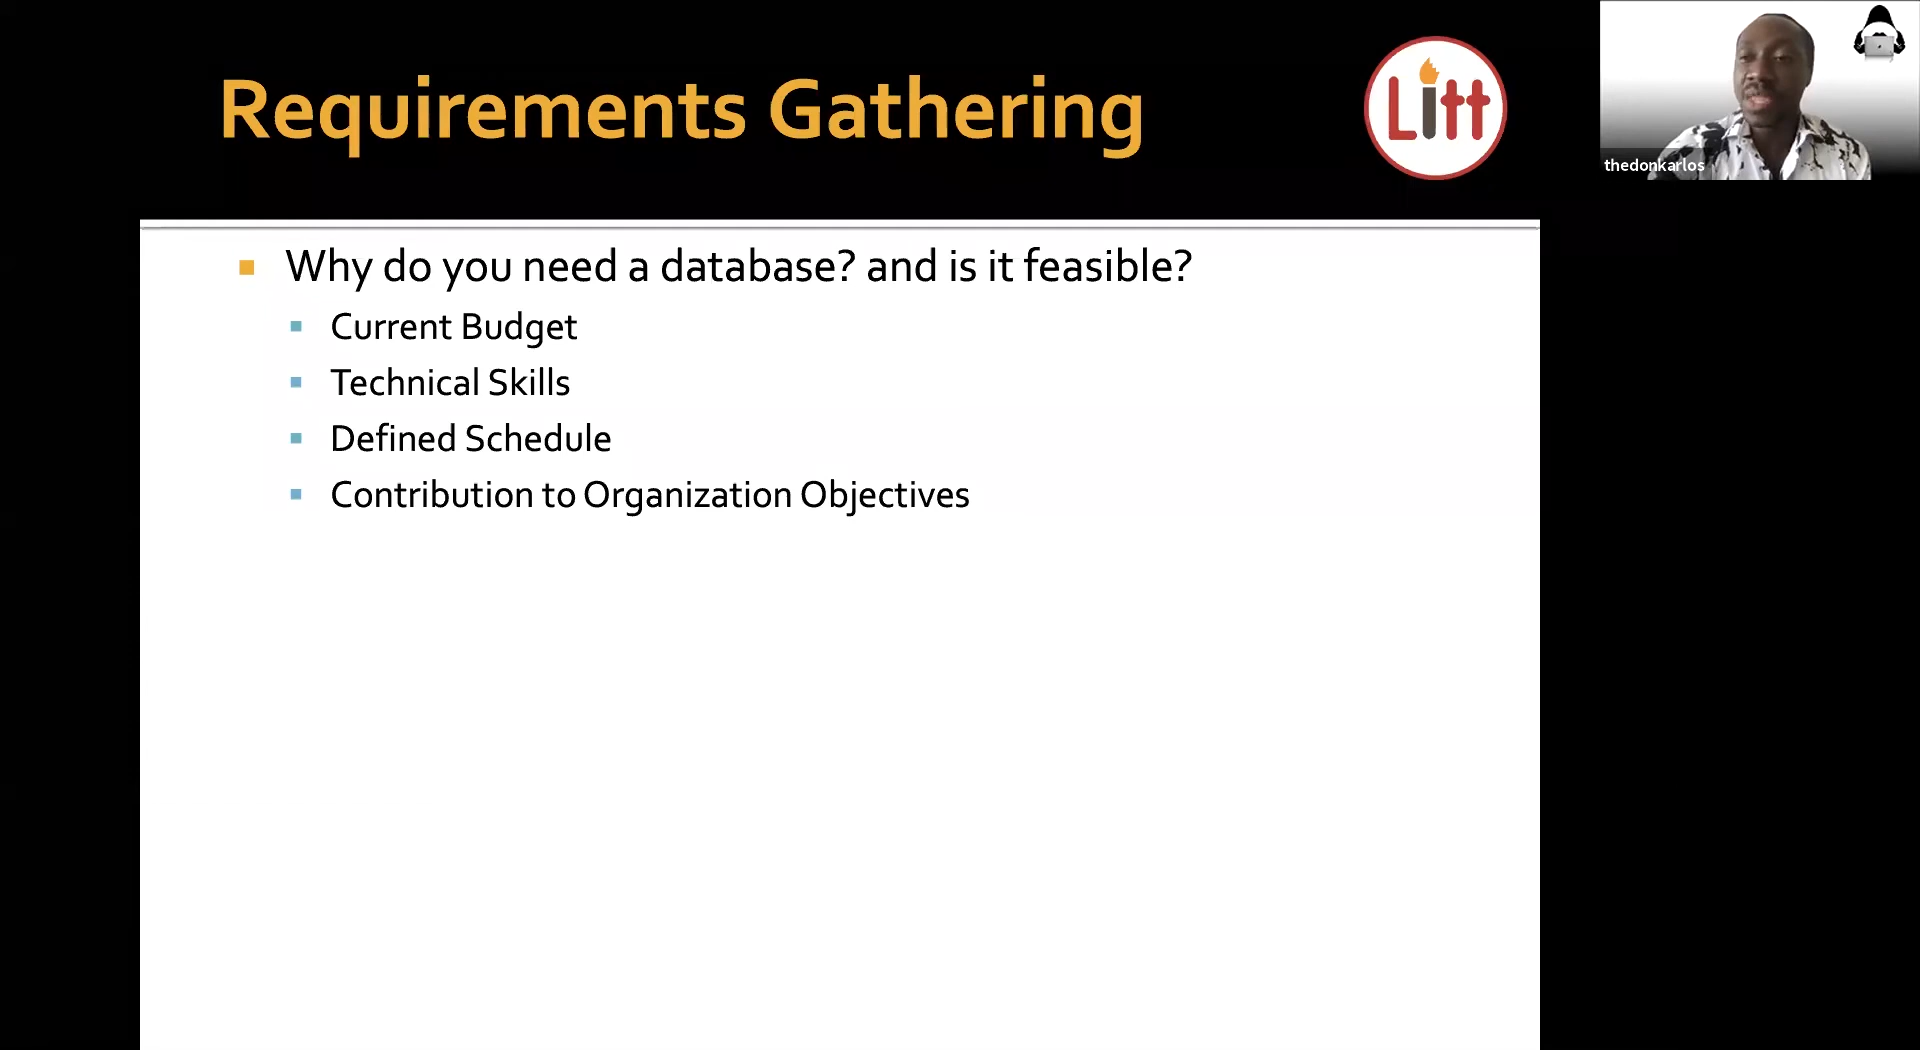 Requirements Gathering
Litt
thedonkarlos
Why do you need a database? and is it feasible?
Current Budget
Technical Skills
Defined Schedule
Contribution to Organization Objectives